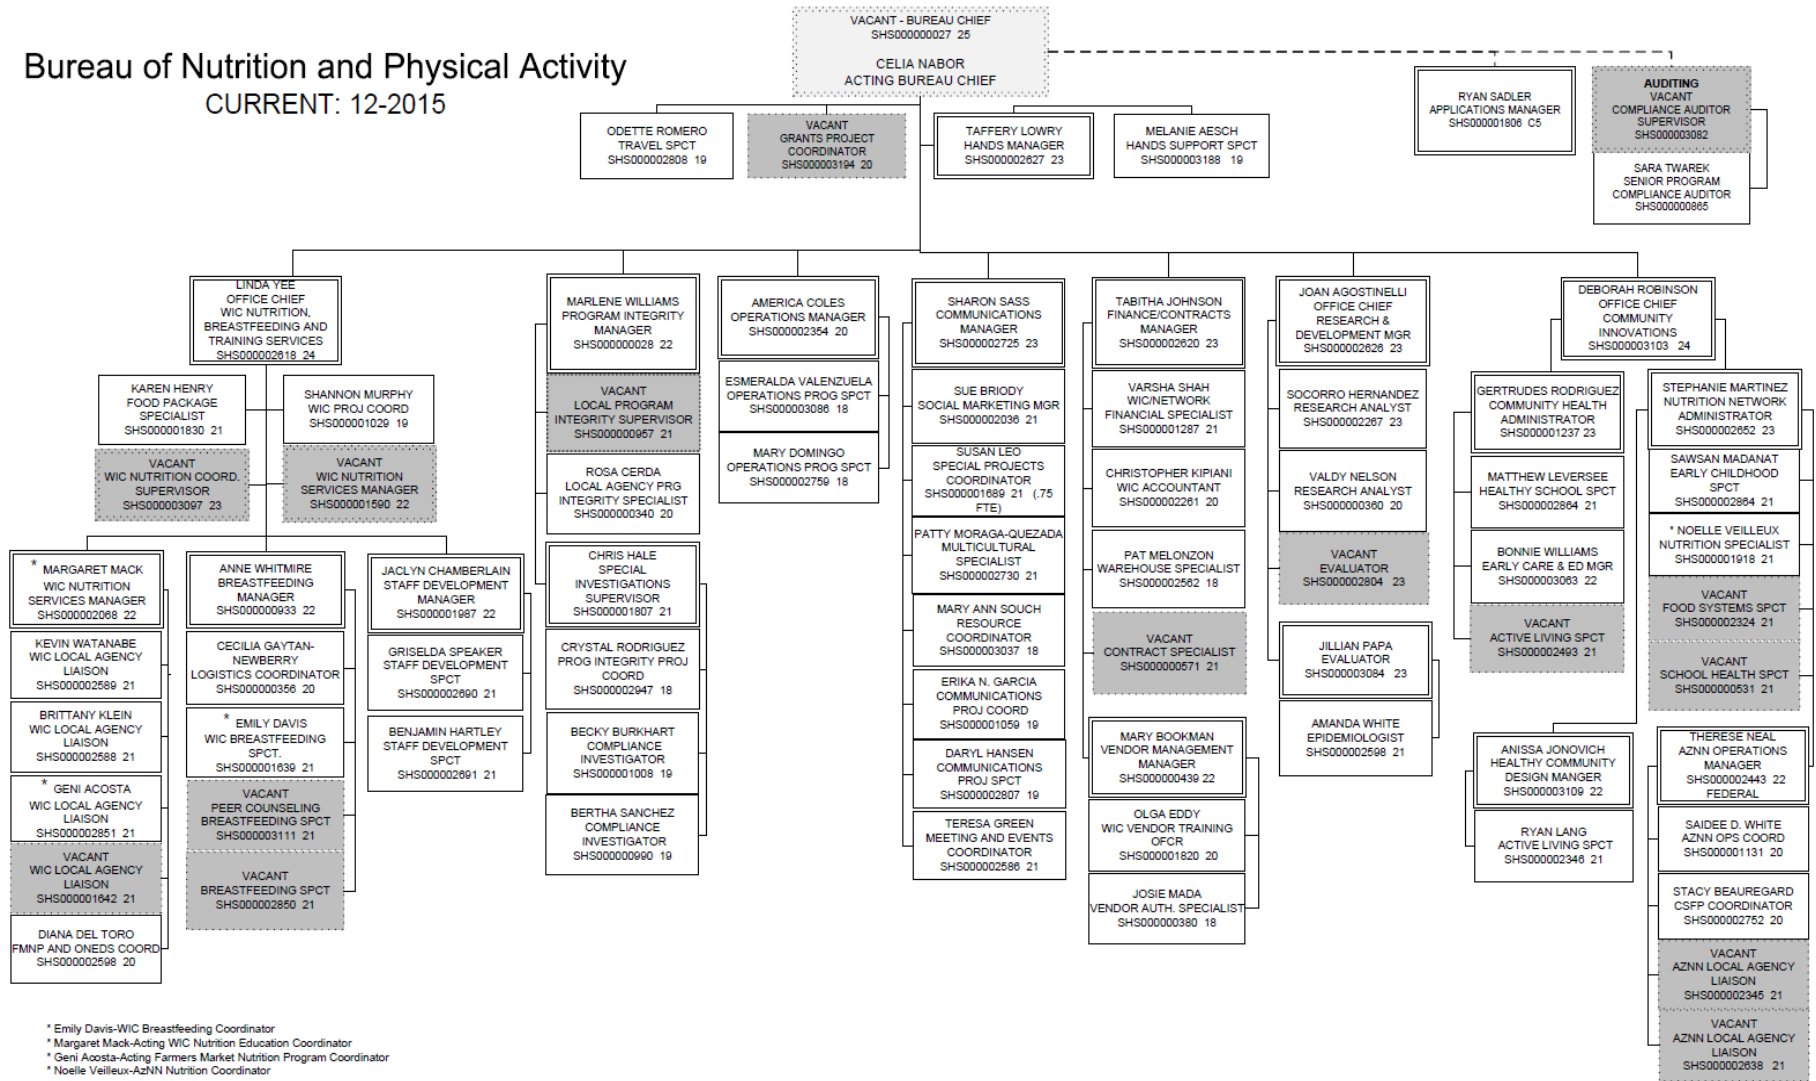 Bureau of Nutrition and Physical Activity
CURRENT: 12-2015
VACANT - BUREAU CHIEF
SHS000000027 25
CELIA NABOR
ACTING BUREAU CHIEF
RYAN SADLER
APPLICATIONS MANAGER
SHS000001806 C5
AUDITING
VACANT
COMPLIANCE AUDITOR
SUPERVISOR
SHS000003082
SARA TWAREK
SENIOR PROGRAM
COMPLIANCE AUDITOR
SHS000000865
ODETTE ROMERO
TRAVEL SPCT
SHS000002808 19
VACANT
GRANTS PROJECT
COORDINATOR
SHS000003194 20
TAFFERY LOWRY
HANDS MANAGER
SHS000002627 23
MELANIE AESCH
HANDS SUPPORT SPCT
SHS000003188 19
LINDA YEE
OFFICE CHIEF
WIC NUTRITION,
BREASTFEEDING AND
TRAINING SERVICES
SHS000002618 24
KAREN HENRY
FOOD PACKAGE
SPECIALIST
SHS000001830 21
SHANNON MURPHY
WIC PROJ COORD
SHS000001029 19
VACANT
WIC NUTRITION COORD.
SUPERVISOR
SHS000003097 23
VACANT
WIC NUTRITION
SERVICES MANAGER
SHS000001590 22
* MARGARET MACK
WIC NUTRITION
SERVICES MANAGER
SHS000002068 22
KEVIN WATANABE
WIC LOCAL AGENCY
LIAISON
SHS000002589 21
BRITTANY KLEIN
WIC LOCAL AGENCY
LIAISON
SHS000002588 21
* GENI ACOSTA
WIC LOCAL AGENCY
LIAISON
SHS000002851 21
VACANT
WIC LOCAL AGENCY
LIAISON
SHS000001642 21
DIANA DEL TORO
FMNP AND ONEDS COORD
SHS000002598 20
ANNE WHITMIRE
BREASTFEEDING
MANAGER
SHS000000933 22
CECILIA GAYTAN-
NEWBERRY
LOGISTICS COORDINATOR
SHS000000356 20
* EMILY DAVIS
WIC BREASTFEEDING
SPCT.
SHS000001639 21
VACANT
PEER COUNSELING
BREASTFEEDING SPCT
SHS000003111 21
VACANT
BREASTFEEDING SPCT
SHS000002850 21
JACLYN CHAMBERLAIN
STAFF DEVELOPMENT
MANAGER
SHS000001987 22
GRISELDA SPEAKER
STAFF DEVELOPMENT
SPCT
SHS000002690 21
BENJAMIN HARTLEY
STAFF DEVELOPMENT
SPCT
SHS000002691 21
MARLENE WILLIAMS
PROGRAM INTEGRITY
MANAGER
SHS000000028 22
VACANT
LOCAL PROGRAM
INTEGRITY SUPERVISOR
SHS000000957 21
ROSA CERDA
LOCAL AGENCY PRG
INTEGRITY SPECIALIST
SHS000000340 20
CHRIS HALE
SPECIAL
INVESTIGATIONS
SUPERVISOR
SHS000001807 21
CRYSTAL RODRIGUEZ
PROG INTEGRITY PROJ
COORD
SHS000002947 18
BECKY BURKHART
COMPLIANCE
INVESTIGATOR
SHS000001008 19
BERTHA SANCHEZ
COMPLIANCE
INVESTIGATOR
SHS000000990 19
AMERICA COLES
OPERATIONS MANAGER
SHS000002354 20
ESMERALDA VALENZUELA
OPERATIONS PROG SPCT
SHS000003086 18
MARY DOMINGO
OPERATIONS PROG SPCT
SHS000002759 18
SHARON SASS
COMMUNICATIONS
MANAGER
SHS000002725 23
SUE BRIODY
SOCIAL MARKETING MGR
SHS000002036 21
SUSAN LEO
SPECIAL PROJECTS
COORDINATOR
SHS000001689 21 (.75
FTE)
PATTY MORAGA-QUEZADA
MULTICULTURAL
SPECIALIST
SHS000002730 21
MARY ANN SOUCH
RESOURCE
COORDINATOR
SHS000003037 18
ERIKA N. GARCIA
COMMUNICATIONS
PROJ COORD
SHS000001059 19
DARYL HANSEN
COMMUNICATIONS
PROJ SPCT
SHS000002807 19
TERESA GREEN
MEETING AND EVENTS
COORDINATOR
SHS000002586 21
TABITHA JOHNSON
FINANCE/CONTRACTS
MANAGER
SHS000002620 23
VARSHA SHAH
WIC/NETWORK
FINANCIAL SPECIALIST
SHS000001287 21
CHRISTOPHER KIPIANI
WIC ACCOUNTANT
SHS000002261 20
PAT MELONZON
WAREHOUSE SPECIALIST
SHS000002562 18
VACANT
CONTRACT SPECIALIST
SHS000000571 21
MARY BOOKMAN
VENDOR MANAGEMENT
MANAGER
SHS000000439 22
OLGA EDDY
WIC VENDOR TRAINING
OFCR
SHS000001820 20
JOSIE MADA
VENDOR AUTH. SPECIALIST
SHS000000380 18
JOAN AGOSTINELLI
OFFICE CHIEF
RESEARCH &
DEVELOPMENT MGR
SHS000002626 23
SOCORRO HERNANDEZ
RESEARCH ANALYST
SHS000002267 23
VALDY NELSON
RESEARCH ANALYST
SHS000000360 20
VACANT
EVALUATOR
SHS000002804 23
JILLIAN PAPA
EVALUATOR
SHS000003084 23
AMANDA WHITE
EPIDEMIOLOGIST
SHS000002598 21
DEBORAH ROBINSON
OFFICE CHIEF
COMMUNITY
INNOVATIONS
SHS000003103 24
GERTRUDES RODRIGUEZ
COMMUNITY HEALTH
ADMINISTRATOR
SHS000001237 23
MATTHEW LEVERSEE
HEALTHY SCHOOL SPCT
SHS000002864 21
BONNIE WILLIAMS
EARLY CARE & ED MGR
SHS000003063 22
VACANT
ACTIVE LIVING SPCT
SHS000002493 21
ANISSA JONOVICH
HEALTHY COMMUNITY
DESIGN MANGER
SHS000003109 22
RYAN LANG
ACTIVE LIVING SPCT
SHS000002346 21
STEPHANIE MARTINEZ
NUTRITION NETWORK
ADMINISTRATOR
SHS000002652 23
SAWSAN MADANAT
EARLY CHILDHOOD
SPCT
SHS000002864 21
* NOELLE VEILLEUX
NUTRITION SPECIALIST
SHS000001918 21
VACANT
FOOD SYSTEMS SPCT
SHS000002324 21
VACANT
SCHOOL HEALTH SPCT
SHS000000531 21
THERESE NEAL
AZNN OPERATIONS
MANAGER
SHS000002443 22
FEDERAL
SAIDEE D. WHITE
AZNN OPS COORD
SHS000001131 20
STACY BEAUREGARD
CSFP COORDINATOR
SHS000002752 20
VACANT
AZNN LOCAL AGENCY
LIAISON
SHS000002345 21
VACANT
AZNN LOCAL AGENCY
LIAISON
SHS000002638 21
* Emily Davis-WIC Breastfeeding Coordinator
* Margaret Mack-Acting WIC Nutrition Education Coordinator
* Geni Acosta-Acting Farmers Market Nutrition Program Coordinator
* Noelle Veilleux-AzNN Nutrition Coordinator